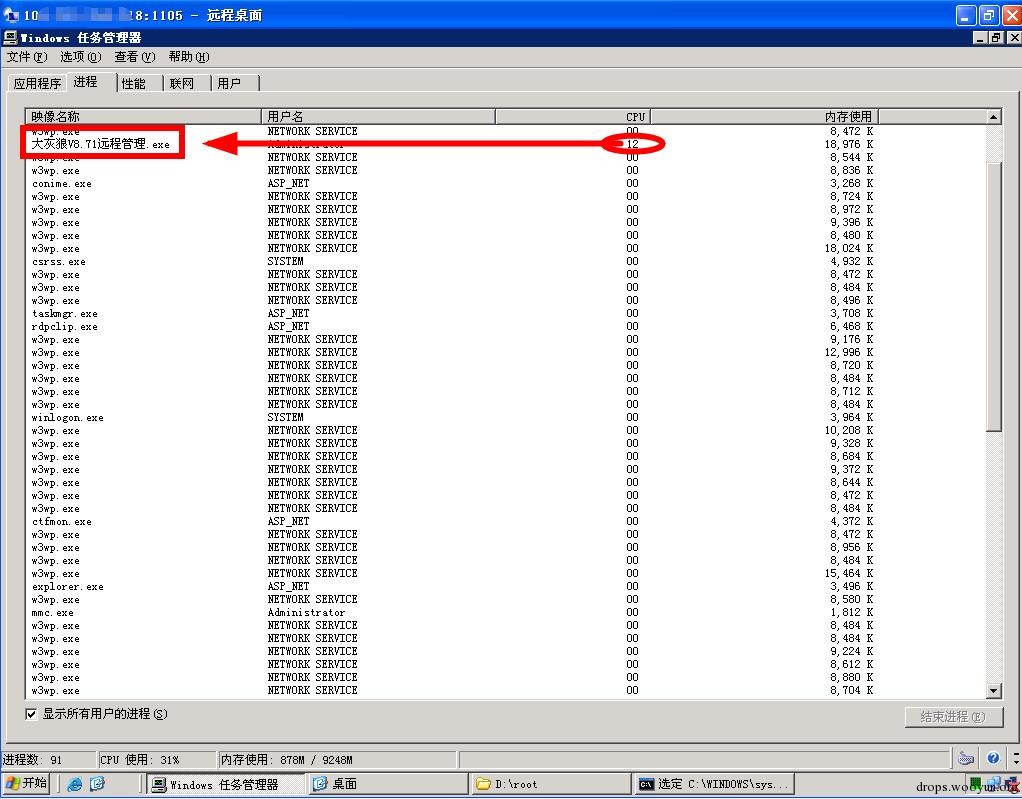 10 18:1105 - 远程桌面
Windows 任务管理器
文件(F) 选项(O) 查看(V) 帮助(H)
应用程序 进程 性能 联网 用户
映像名称 用户名 CPU 内存使用
w3wp.exe NETWORK SERVICE 00 8,472 K
大灰狼V8.71远程管理.exe Administrator 12 18,976 K
w3wp.exe NETWORK SERVICE 00 8,544 K
w3wp.exe NETWORK SERVICE 00 8,836 K
conime.exe ASP_NET 00 3,268 K
w3wp.exe NETWORK SERVICE 00 8,724 K
w3wp.exe NETWORK SERVICE 00 8,972 K
w3wp.exe NETWORK SERVICE 00 9,396 K
w3wp.exe NETWORK SERVICE 00 8,480 K
w3wp.exe NETWORK SERVICE 00 18,024 K
csrss.exe SYSTEM 00 4,932 K
w3wp.exe NETWORK SERVICE 00 8,472 K
w3wp.exe NETWORK SERVICE 00 8,484 K
w3wp.exe NETWORK SERVICE 00 8,496 K
taskmgr.exe ASP_NET 00 3,708 K
rdpclip.exe ASP_NET 00 6,468 K
w3wp.exe NETWORK SERVICE 00 9,176 K
w3wp.exe NETWORK SERVICE 00 12,996 K
w3wp.exe NETWORK SERVICE 00 8,720 K
w3wp.exe NETWORK SERVICE 00 8,484 K
w3wp.exe NETWORK SERVICE 00 8,712 K
w3wp.exe NETWORK SERVICE 00 8,484 K
winlogon.exe SYSTEM 00 3,964 K
w3wp.exe NETWORK SERVICE 00 10,208 K
w3wp.exe NETWORK SERVICE 00 9,328 K
w3wp.exe NETWORK SERVICE 00 8,684 K
w3wp.exe NETWORK SERVICE 00 9,372 K
w3wp.exe NETWORK SERVICE 00 8,644 K
w3wp.exe NETWORK SERVICE 00 8,472 K
w3wp.exe NETWORK SERVICE 00 8,484 K
ctfmon.exe ASP_NET 00 4,372 K
w3wp.exe NETWORK SERVICE 00 8,472 K
w3wp.exe NETWORK SERVICE 00 8,956 K
w3wp.exe NETWORK SERVICE 00 8,484 K
w3wp.exe NETWORK SERVICE 00 15,464 K
explorer.exe ASP_NET 00 3,496 K
w3wp.exe NETWORK SERVICE 00 8,580 K
mmc.exe Administrator 00 1,812 K
w3wp.exe NETWORK SERVICE 00 8,484 K
w3wp.exe NETWORK SERVICE 00 8,484 K
w3wp.exe NETWORK SERVICE 00 9,224 K
w3wp.exe NETWORK SERVICE 00 8,612 K
w3wp.exe NETWORK SERVICE 00 8,880 K
w3wp.exe NETWORK SERVICE 00 8,704 K
显示所有用户的进程(S) 结束进程(E)
进程数: 91 CPU 使用: 31% 内存使用: 878M / 9248M
开始 Windows 任务管理器 桌面 D:\root 选定 C:\WINDOWS\sys...
drops.wooyun.org